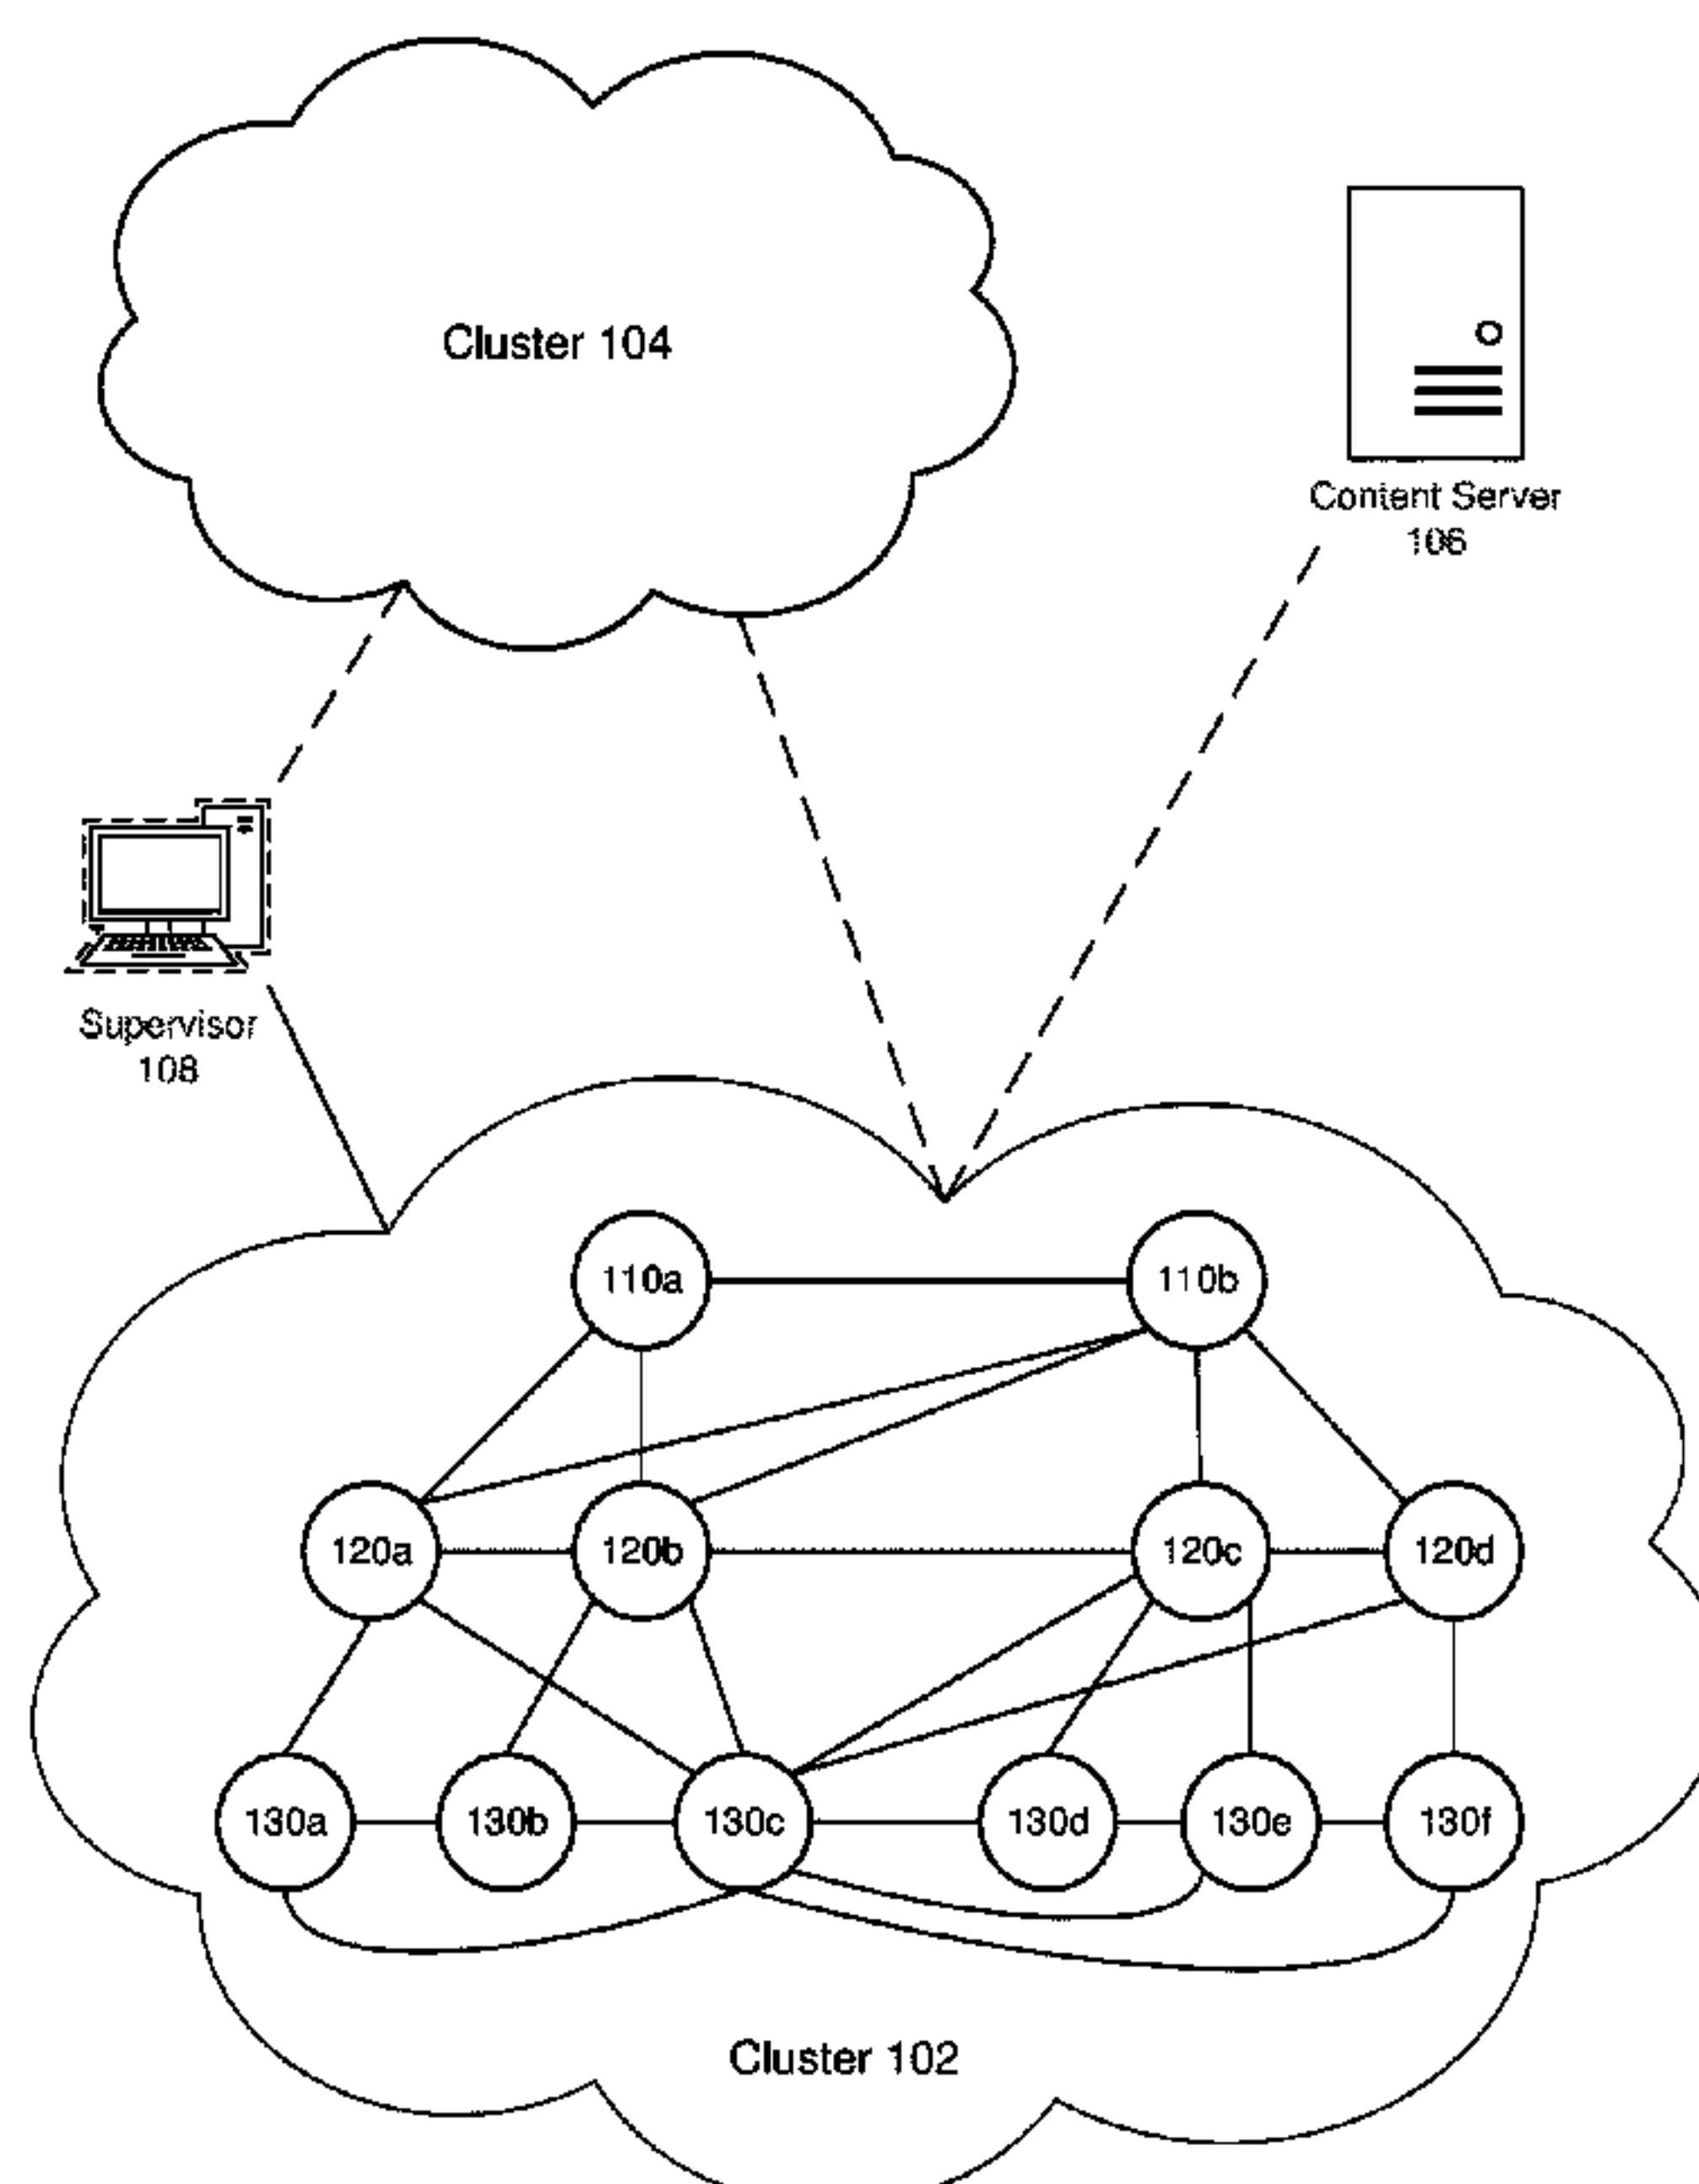 Cluster 104
Content Server
106
Supervisor
108
110a
110b
120a
120b
120c
120d
130a
130b
130c
130d
130e
130f
Cluster 102